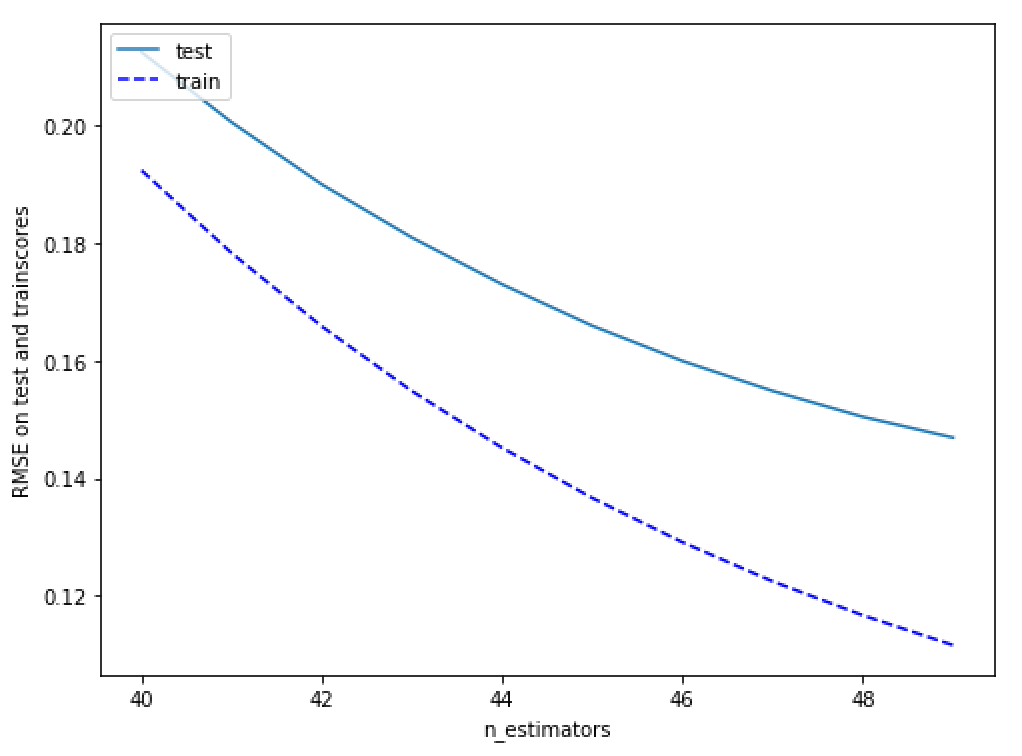 test
train
0.20
0.18
0.16
0.14
0.12
RMSE on test and trainscores
40 42 44 46 48
n_estimators